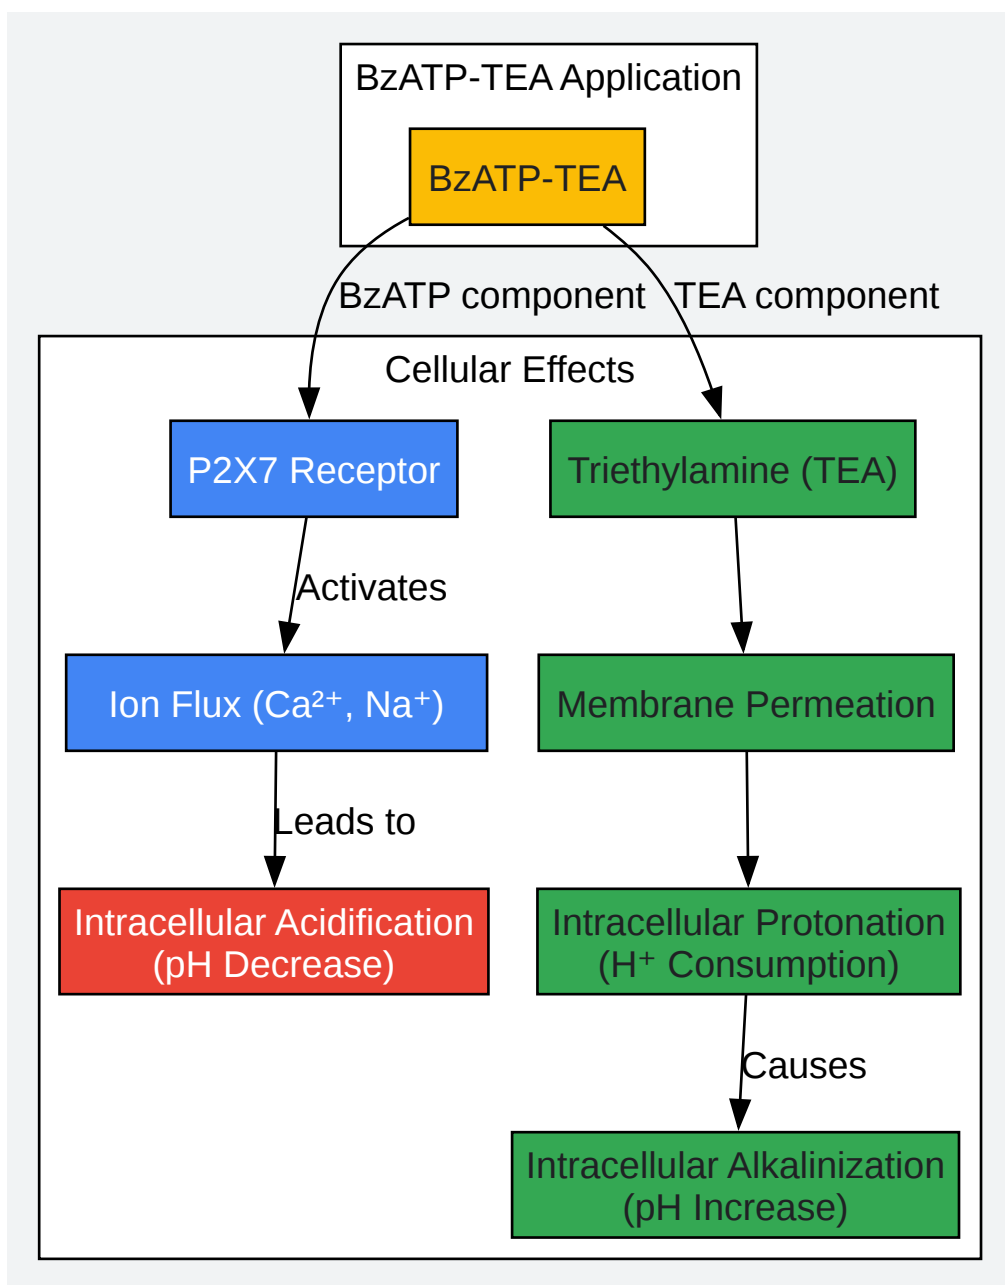 BzATP-TEA Application
BzATP-TEA
BzATP component
TEA component
Cellular Effects
P2X7 Receptor
Triethylamine (TEA)
Activates
Ion Flux (Ca²⁺, Na⁺)
Membrane Permeation
Leads to
Intracellular Acidification
(pH Decrease)
Intracellular Protonation
(H⁺ Consumption)
Causes
Intracellular Alkalinization
(pH Increase)